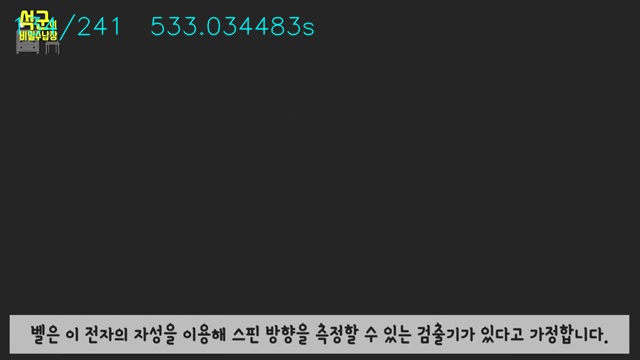 석군의
비밀수납장
/241 533.034483s
벨은 이 전자의 자성을 이용해 스핀 방향을 측정할 수 있는 검출기가 있다고 가정합니다.